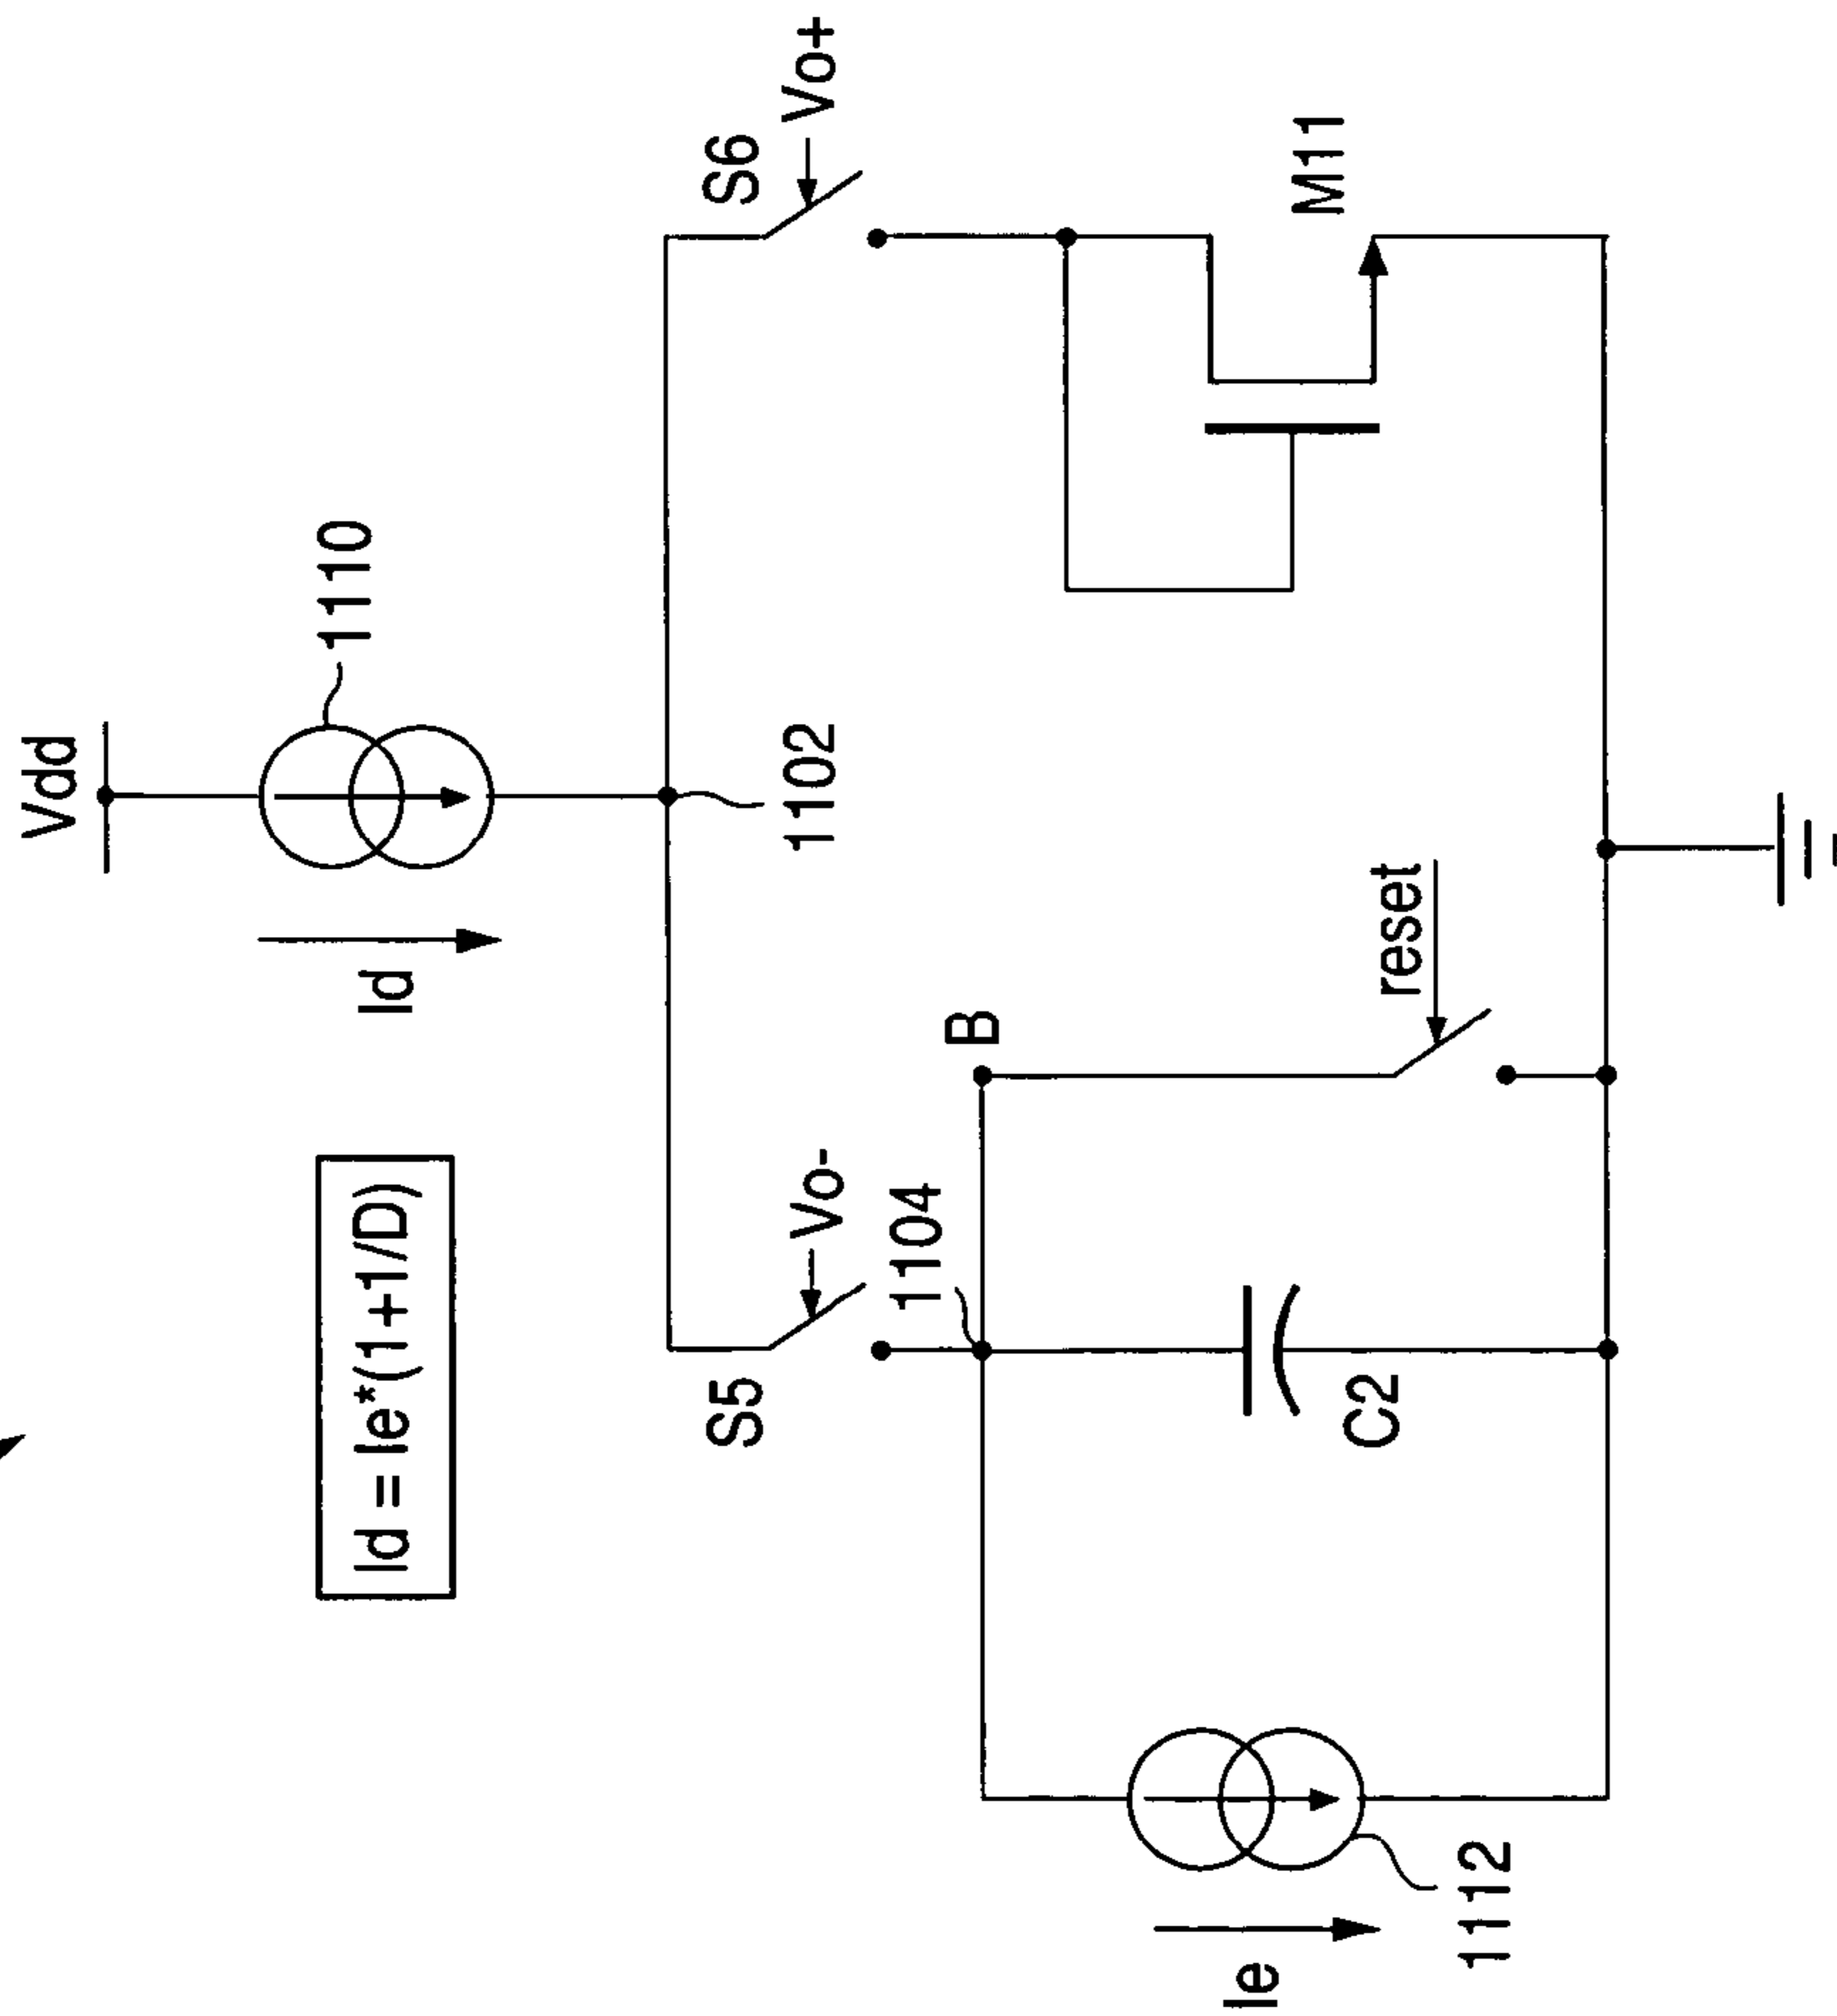 Vdd
1110
Id
Id = Ie*(1+1/D)
1102
S5
Vo-
S6
Vo+
1104
B
reset
C2
M11
Ie
1112